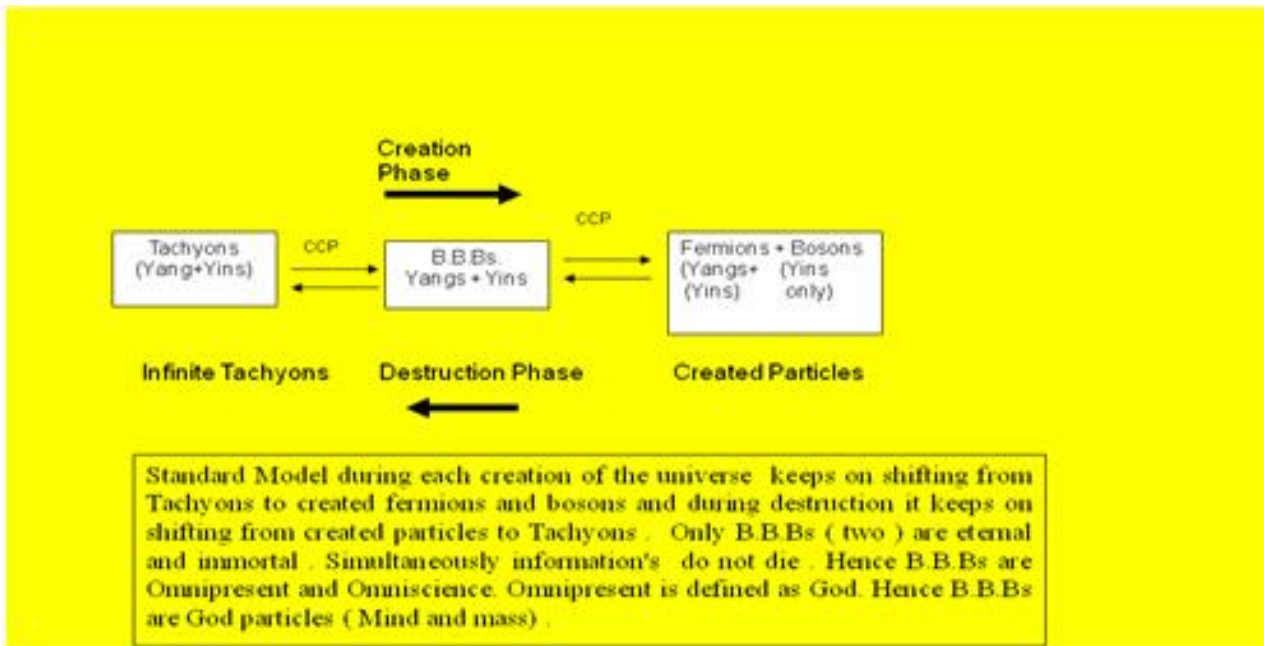 Creation
Phase
CCP
Tachyons
(Yang+Yins)
CCP
B.B.Bs.
Yangs + Yins
Fermions + Bosons
(Yangs+ (Yins
(Yins) only)
Infinite Tachyons
Destruction Phase
Created Particles
Standard Model during each creation of the universe keeps on shifting from
Tachyons to created fermions and bosons and during destruction it keeps on
shifting from created particles to Tachyons . Only B.B.Bs ( two ) are eternal
and immortal . Simultaneously information's do not die . Hence B.B.Bs are
Omnipresent and Omniscience. Omnipresent is defined as God. Hence B.B.Bs
are God particles ( Mind and mass) .